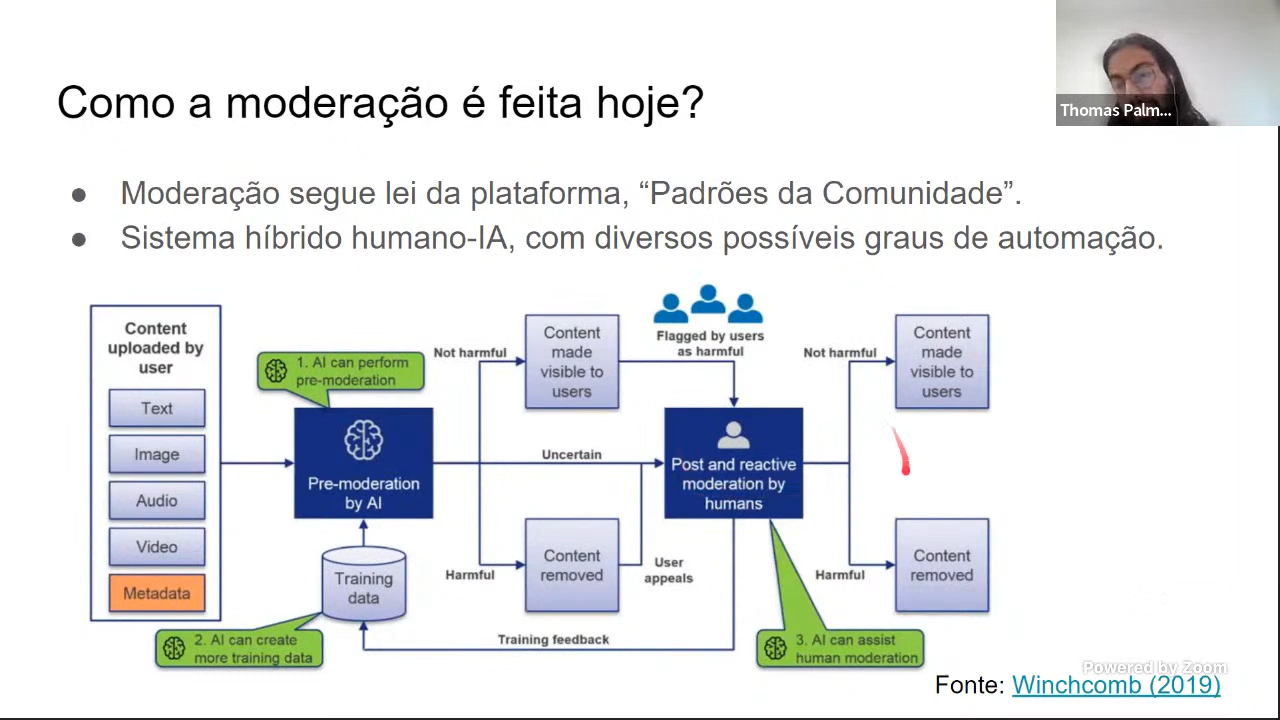 Thomas Palm...
Como a moderação é feita hoje?
● Moderação segue lei da plataforma, “Padrões da Comunidade”.
● Sistema híbrido humano-IA, com diversos possíveis graus de automação.
Content
uploaded by
user
Text
Image
Audio
Video
Metadata
1. AI can perform
pre-moderation
Pre-moderation
by AI
Training
data
2. AI can create
more training data
Not harmful
Uncertain
Harmful
Content
made
visible to
users
Content
removed
User
appeals
Training feedback
Flagged by users
as harmful
Post and reactive
moderation by
humans
3. AI can assist
human moderation
Not harmful
Harmful
Content
made
visible to
users
Content
removed
Powered by Zoom
Fonte: Winchcomb (2019)